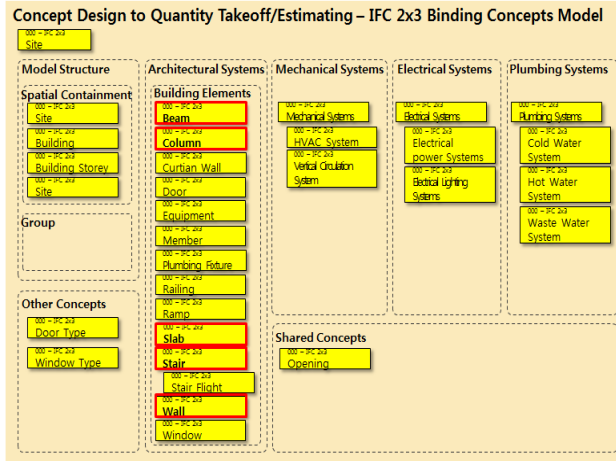 Concept Design to Quantity Takeoff/Estimating – IFC 2x3 Binding Concepts Model
000 – IFC 2x3
Site
Model Structure
Spatial Containment
000 – IFC 2x3
Site
000 – IFC 2x3
Building
000 – IFC 2x3
Building Storey
000 – IFC 2x3
Site
Group
Other Concepts
000 – IFC 2x3
Door Type
000 – IFC 2x3
Window Type
Architectural Systems
Building Elements
000 – IFC 2x3
Beam
000 – IFC 2x3
Column
000 – IFC 2x3
Curtian Wall
000 – IFC 2x3
Door
000 – IFC 2x3
Equipment
000 – IFC 2x3
Member
000 – IFC 2x3
Plumbing Fixture
000 – IFC 2x3
Railing
000 – IFC 2x3
Ramp
000 – IFC 2x3
Slab
000 – IFC 2x3
Stair
000 – IFC 2x3
Stair Flight
000 – IFC 2x3
Wall
000 – IFC 2x3
Window
Mechanical Systems
000 – IFC 2x3
Mechanical Systems
000 – IFC 2x3
HVAC System
000 – IFC 2x3
Vertical Circulation
System
Electrical Systems
000 – IFC 2x3
Electrical Systems
000 – IFC 2x3
Electrical
power Systems
000 – IFC 2x3
Electrical Lighting
Systems
Plumbing Systems
000 – IFC 2x3
Plumbing Systems
000 – IFC 2x3
Cold Water
System
000 – IFC 2x3
Hot Water
System
000 – IFC 2x3
Waste Water
System
Shared Concepts
000 – IFC 2x3
Opening